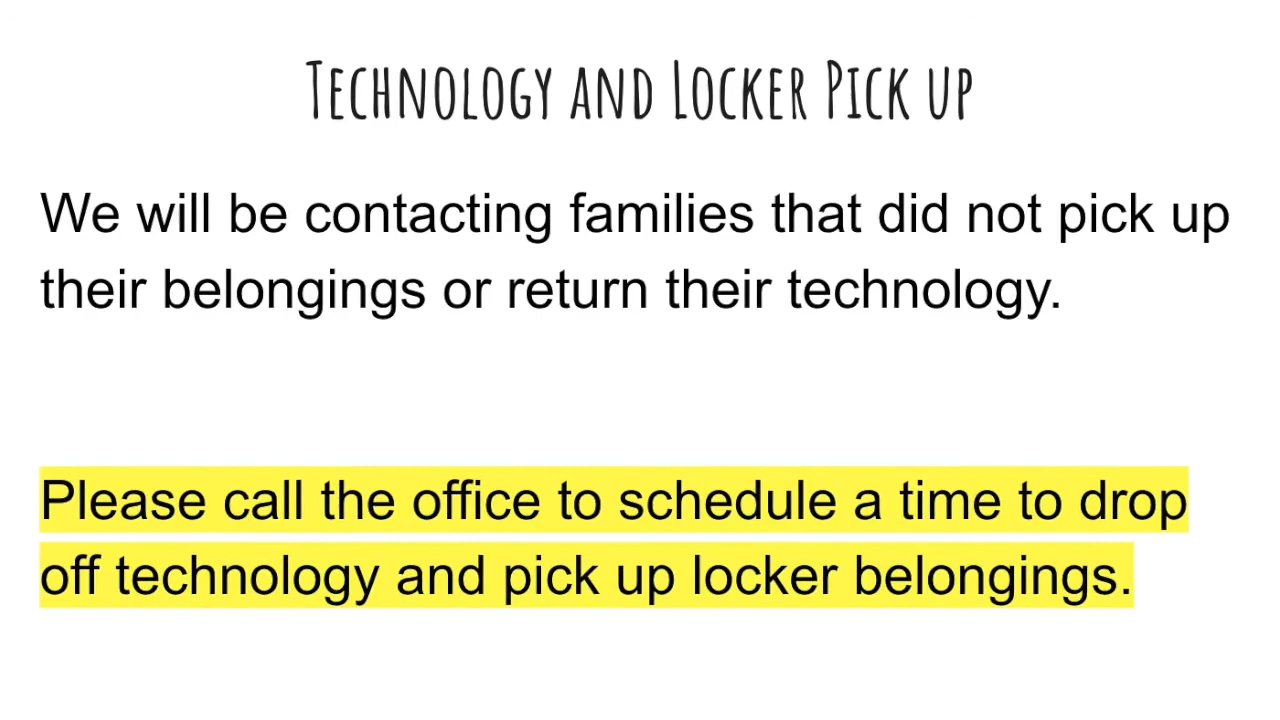 Technology and Locker Pick up
We will be contacting families that did not pick up
their belongings or return their technology.
Please call the office to schedule a time to drop
off technology and pick up locker belongings.